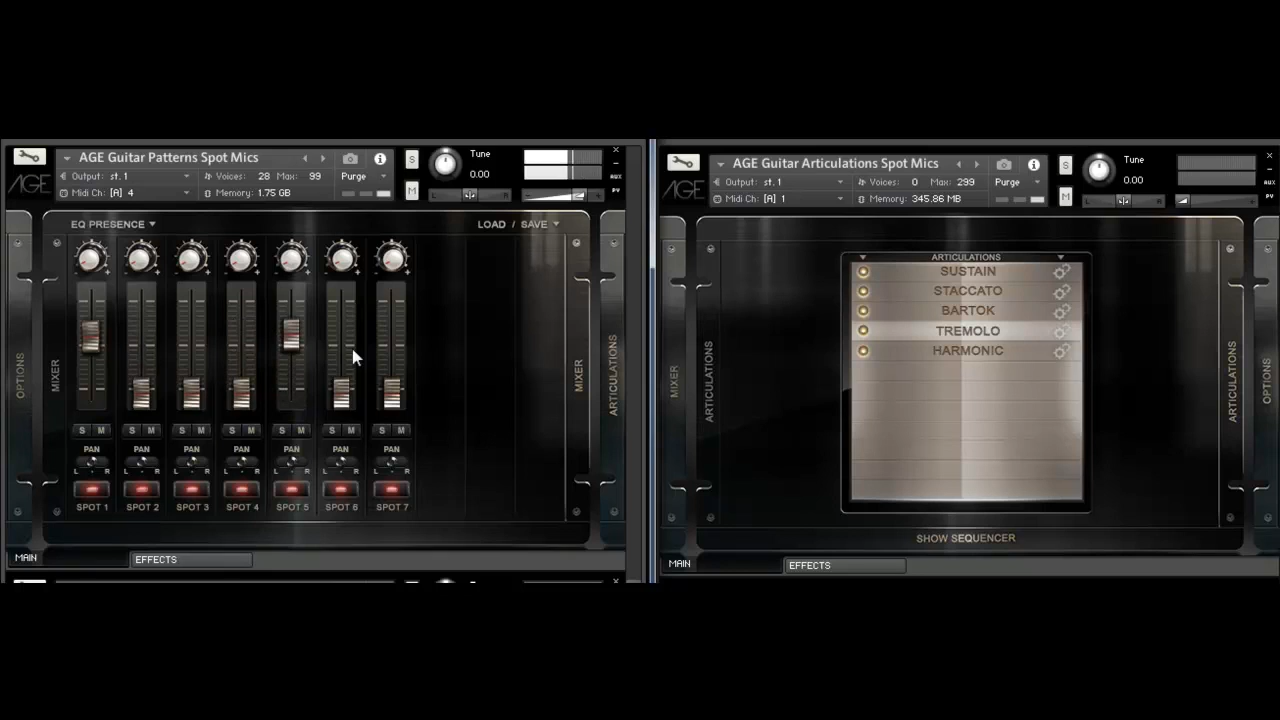 AGE Guitar Patterns Spot Mics
Output: st. 1 Voices: 28 Max: 99 Purge
Midi Ch: [A] 4 Memory: 1.75 GB
S
M
Tune
0.00
L R
AUX
PV
AGE
EQ PRESENCE
LOAD / SAVE
OPTIONS
MIXER
MIXER
ARTICULATIONS
S M S M S M S M S M S M S M
PAN PAN PAN PAN PAN PAN PAN
L R L R L R L R L R L R L R
SPOT 1 SPOT 2 SPOT 3 SPOT 4 SPOT 5 SPOT 6 SPOT 7
MAIN EFFECTS
AGE Guitar Articulations Spot Mics
Output: st. 1 Voices: 0 Max: 299 Purge
Midi Ch: [A] 1 Memory: 345.86 MB
S
M
Tune
0.00
L R
AUX
PV
AGE
MIXER
ARTICULATIONS
ARTICULATIONS
SUSTAIN
STACCATO
BARTOK
TREMOLO
HARMONIC
ARTICULATIONS
OPTIONS
SHOW SEQUENCER
MAIN EFFECTS